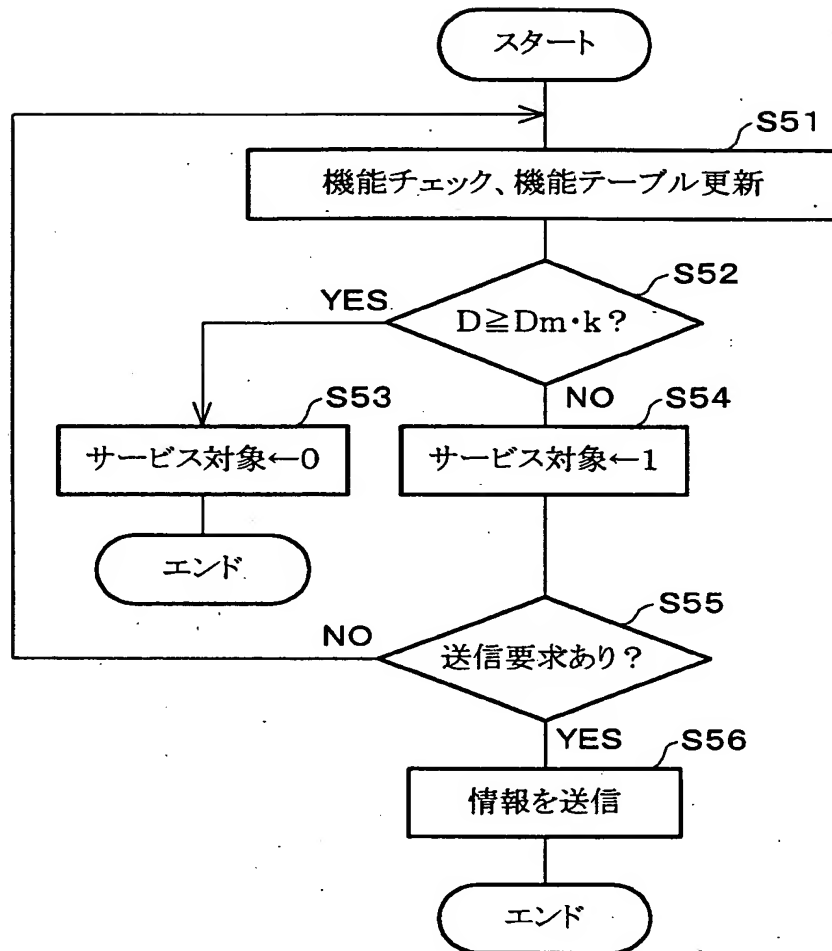 スタート
S51
機能チェック、機能テーブル更新
S52
YES
D≧Dm・k?
NO
S53
サービス対象←0
S54
サービス対象←1
エンド
S55
NO
送信要求あり?
YES
S56
情報を送信
エンド